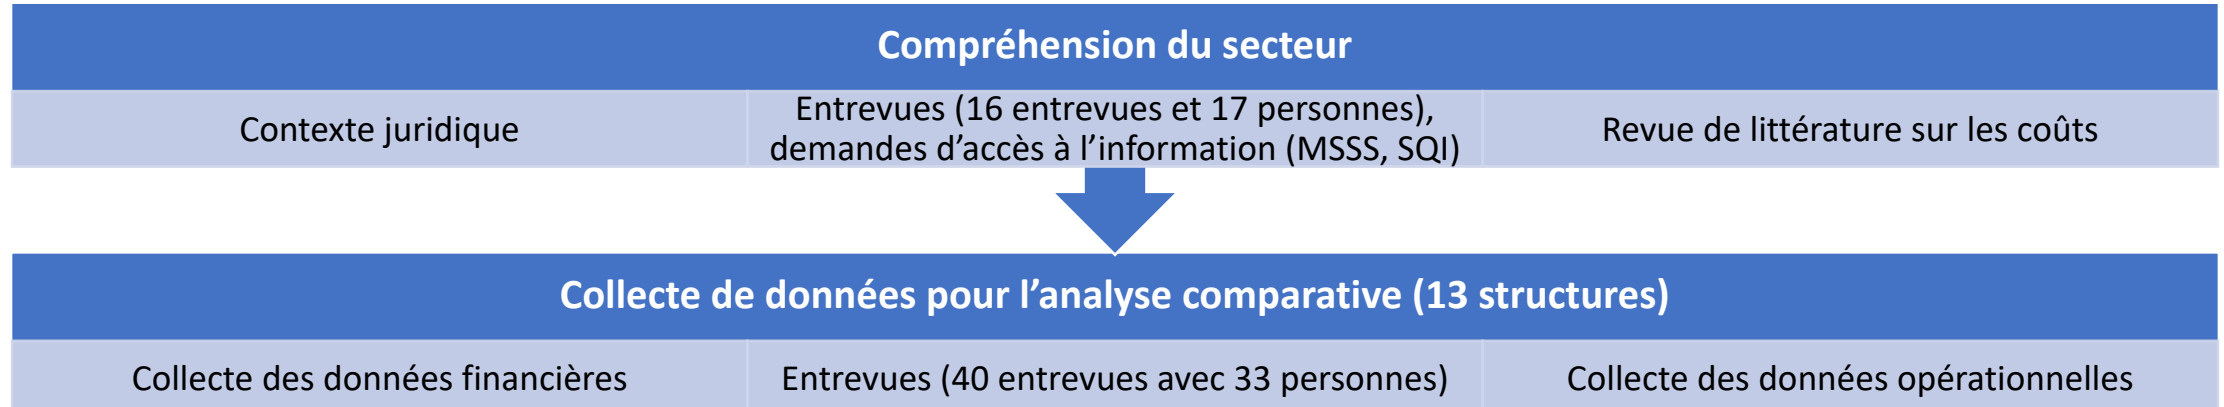 Compréhension du secteur
Contexte juridique
Entrevues (16 entrevues et 17 personnes),
demandes d’accès à l’information (MSSS, SQI)
Revue de littérature sur les coûts
Collecte de données pour l’analyse comparative (13 structures)
Collecte des données financières
Entrevues (40 entrevues avec 33 personnes)
Collecte des données opérationnelles